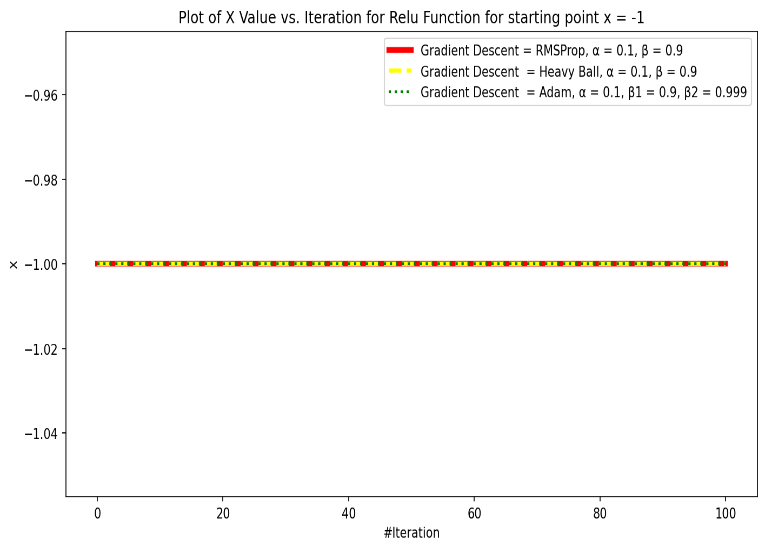 Plot of X Value vs. Iteration for Relu Function for starting point x = -1
Gradient Descent = RMSProp, α = 0.1, β = 0.9
Gradient Descent  = Heavy Ball, α = 0.1, β = 0.9
Gradient Descent  = Adam, α = 0.1, β1 = 0.9, β2 = 0.999
−0.96
−0.98
−1.00
−1.02
−1.04
x
0 20 40 60 80 100
#Iteration